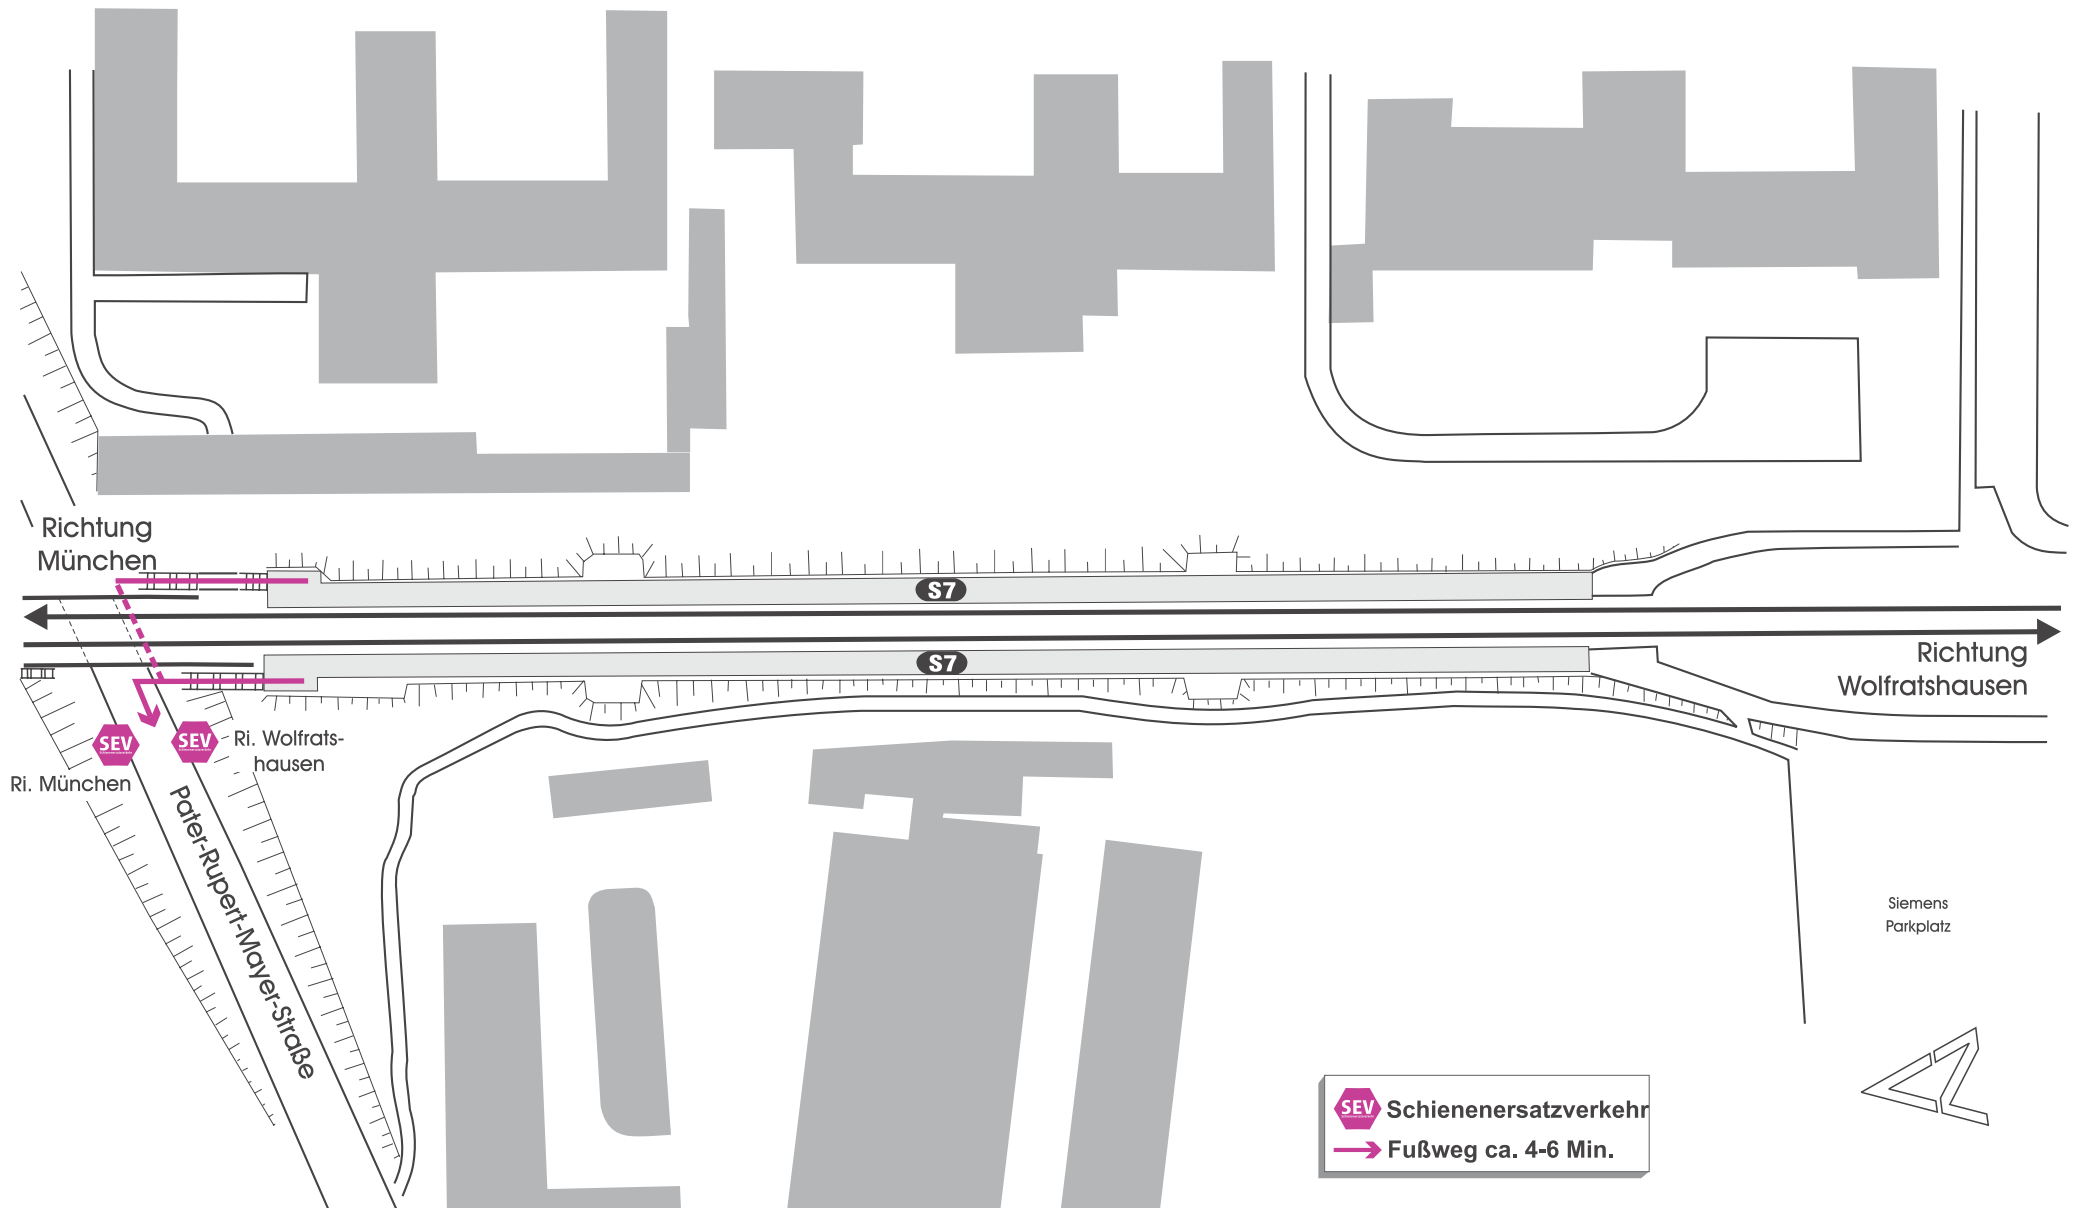 Richtung
München
S7
S7
Richtung
Wolfratshausen
SEV
SEV
Ri. Wolfrats-
hausen
Ri. München
Pater-Rupert-Mayer-Straße
Siemens
Parkplatz
SEV Schienenersatzverkehr
Fußweg ca. 4-6 Min.